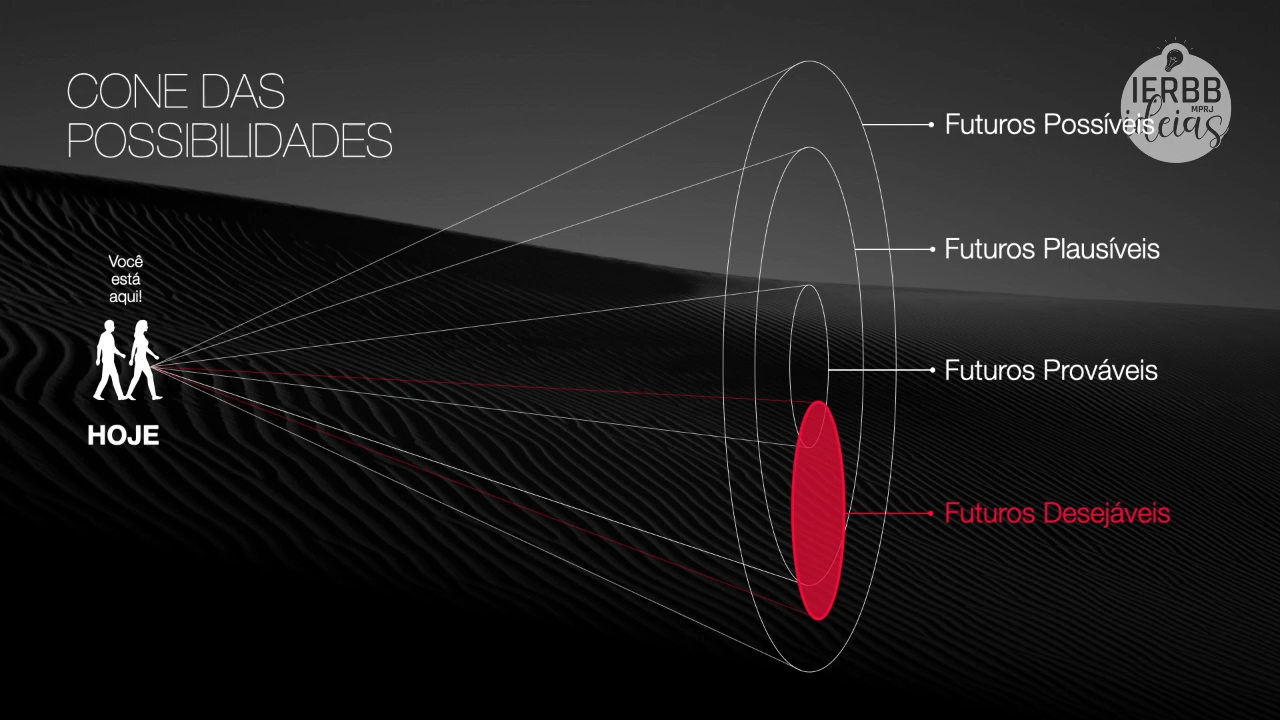 CONE DAS
POSSIBILIDADES
IERBB
MPRJ
ideias
Futuros Possíveis
Futuros Plausíveis
Você
está
aqui!
Futuros Prováveis
HOJE
Futuros Desejáveis